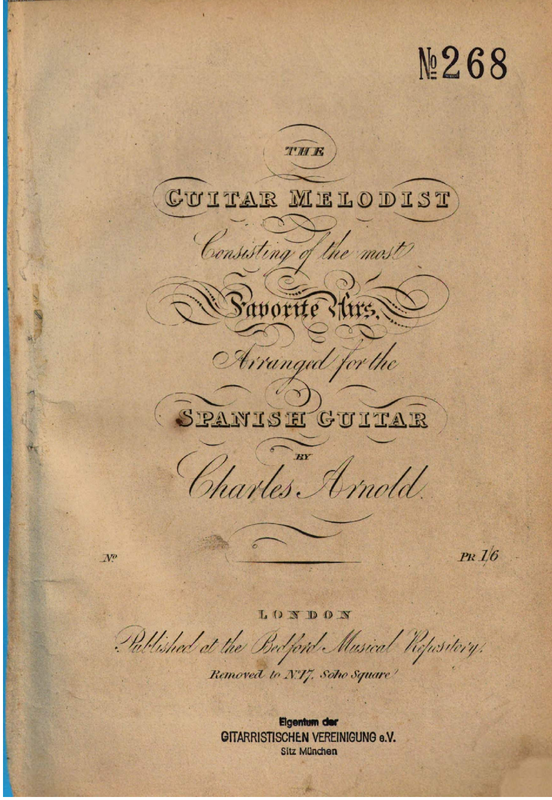 №268
THE
GUITAR MELODIST
Consisting of the most
Favorite Airs,
Arranged for the
SPANISH GUITAR
BY
Charles Arnold.
No PR 1/6
LONDON
Published at the Bedford Musical Repository,
Removed to No 17, Soho Square
Eigentum der
GITARRISTISCHEN VEREINIGUNG e.V.
Sitz München